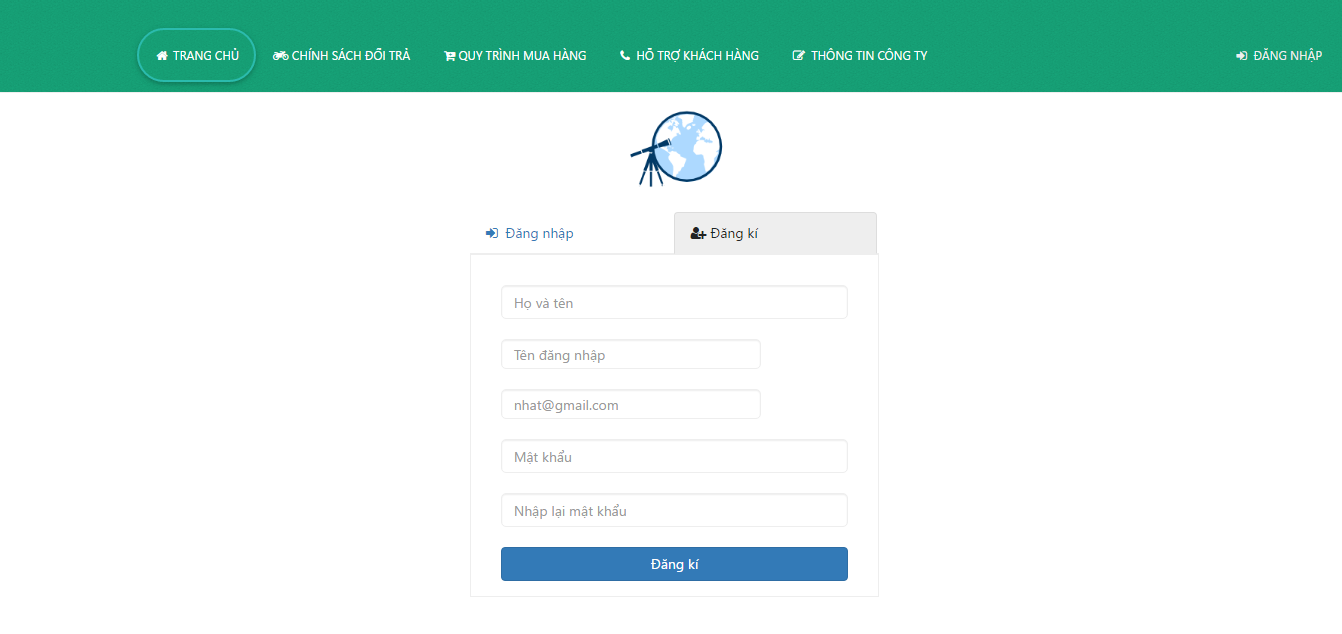 TRANG CHỦ CHÍNH SÁCH ĐỔI TRẢ QUY TRÌNH MUA HÀNG HỖ TRỢ KHÁCH HÀNG THÔNG TIN CÔNG TY ĐĂNG NHẬP
Đăng nhập Đăng kí
Họ và tên
Tên đăng nhập
nhat@gmail.com
Mật khẩu
Nhập lại mật khẩu
Đăng kí